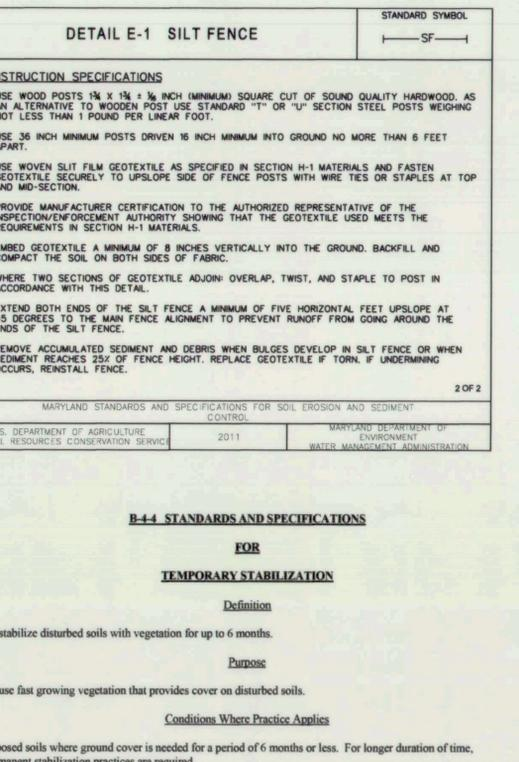 DETAIL E-1 SILT FENCE
STANDARD SYMBOL
SF
STRUCTION SPECIFICATIONS
SE WOOD POSTS 1¾ X 1¾ ± ⅛ INCH (MINIMUM) SQUARE CUT OF SOUND QUALITY HARDWOOD. AS
N ALTERNATIVE TO WOODEN POST USE STANDARD "T" OR "U" SECTION STEEL POSTS WEIGHING
OT LESS THAN 1 POUND PER LINEAR FOOT.
SE 36 INCH MINIMUM POSTS DRIVEN 16 INCH MINIMUM INTO GROUND NO MORE THAN 6 FEET
PART.
SE WOVEN SLIT FILM GEOTEXTILE AS SPECIFIED IN SECTION H-1 MATERIALS AND FASTEN
EOTEXTILE SECURELY TO UPSLOPE SIDE OF FENCE POSTS WITH WIRE TIES OR STAPLES AT TOP
ND MID-SECTION.
ROVIDE MANUFACTURER CERTIFICATION TO THE AUTHORIZED REPRESENTATIVE OF THE
NSPECTION/ENFORCEMENT AUTHORITY SHOWING THAT THE GEOTEXTILE USED MEETS THE
EQUIREMENTS IN SECTION H-1 MATERIALS.
MBED GEOTEXTILE A MINIMUM OF 8 INCHES VERTICALLY INTO THE GROUND. BACKFILL AND
OMPACT THE SOIL ON BOTH SIDES OF FABRIC.
HERE TWO SECTIONS OF GEOTEXTILE ADJOIN: OVERLAP, TWIST, AND STAPLE TO POST IN
CCORDANCE WITH THIS DETAIL.
XTEND BOTH ENDS OF THE SILT FENCE A MINIMUM OF FIVE HORIZONTAL FEET UPSLOPE AT
5 DEGREES TO THE MAIN FENCE ALIGNMENT TO PREVENT RUNOFF FROM GOING AROUND THE
NDS OF THE SILT FENCE.
EMOVE ACCUMULATED SEDIMENT AND DEBRIS WHEN BULGES DEVELOP IN SILT FENCE OR WHEN
EDIMENT REACHES 25% OF FENCE HEIGHT. REPLACE GEOTEXTILE IF TORN. IF UNDERMINING
CCURS, REINSTALL FENCE.
2 OF 2
MARYLAND STANDARDS AND SPECIFICATIONS FOR SOIL EROSION AND SEDIMENT
CONTROL
S. DEPARTMENT OF AGRICULTURE
L RESOURCES CONSERVATION SERVICE
2011
MARYLAND DEPARTMENT OF
ENVIRONMENT
WATER MANAGEMENT ADMINISTRATION
B-4-4 STANDARDS AND SPECIFICATIONS
FOR
TEMPORARY STABILIZATION
Definition
stabilize disturbed soils with vegetation for up to 6 months.
Purpose
use fast growing vegetation that provides cover on disturbed soils.
Conditions Where Practice Applies
posed soils where ground cover is needed for a period of 6 months or less. For longer duration of time,
manent stabilization practices are required.